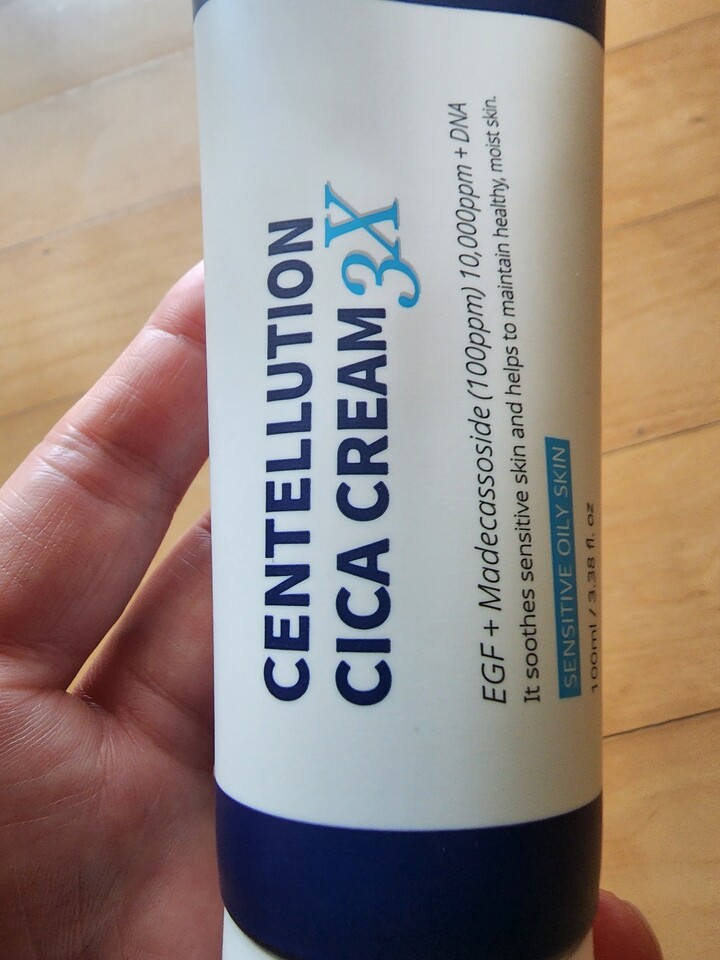 CENTELLUTION
CICA CREAM 3X
EGF + Madecassoside (100ppm) 10,000ppm + DNA
It soothes sensitive skin and helps to maintain healthy, moist skin.
SENSITIVE OILY SKIN
100ml / 3.38 fl. oz